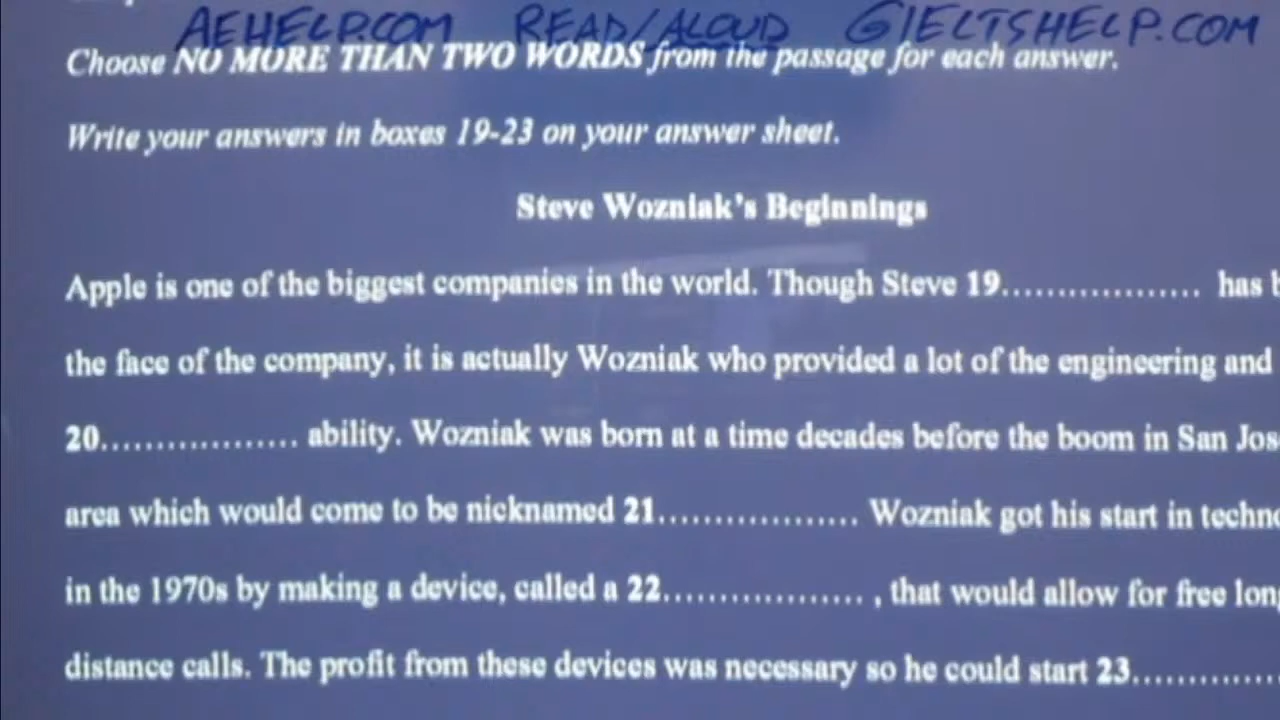 AEHELP.COM READ/ALOUD GIELTSHELP.COM
Choose NO MORE THAN TWO WORDS from the passage for each answer.
Write your answers in boxes 19-23 on your answer sheet.
Steve Wozniak's Beginnings
Apple is one of the biggest companies in the world. Though Steve 19.................. has
the face of the company, it is actually Wozniak who provided a lot of the engineering and
20.................. ability. Wozniak was born at a time decades before the boom in San Jos
area which would come to be nicknamed 21.................. Wozniak got his start in techn
in the 1970s by making a device, called a 22.................. , that would allow for free lon
distance calls. The profit from these devices was necessary so he could start 23.............